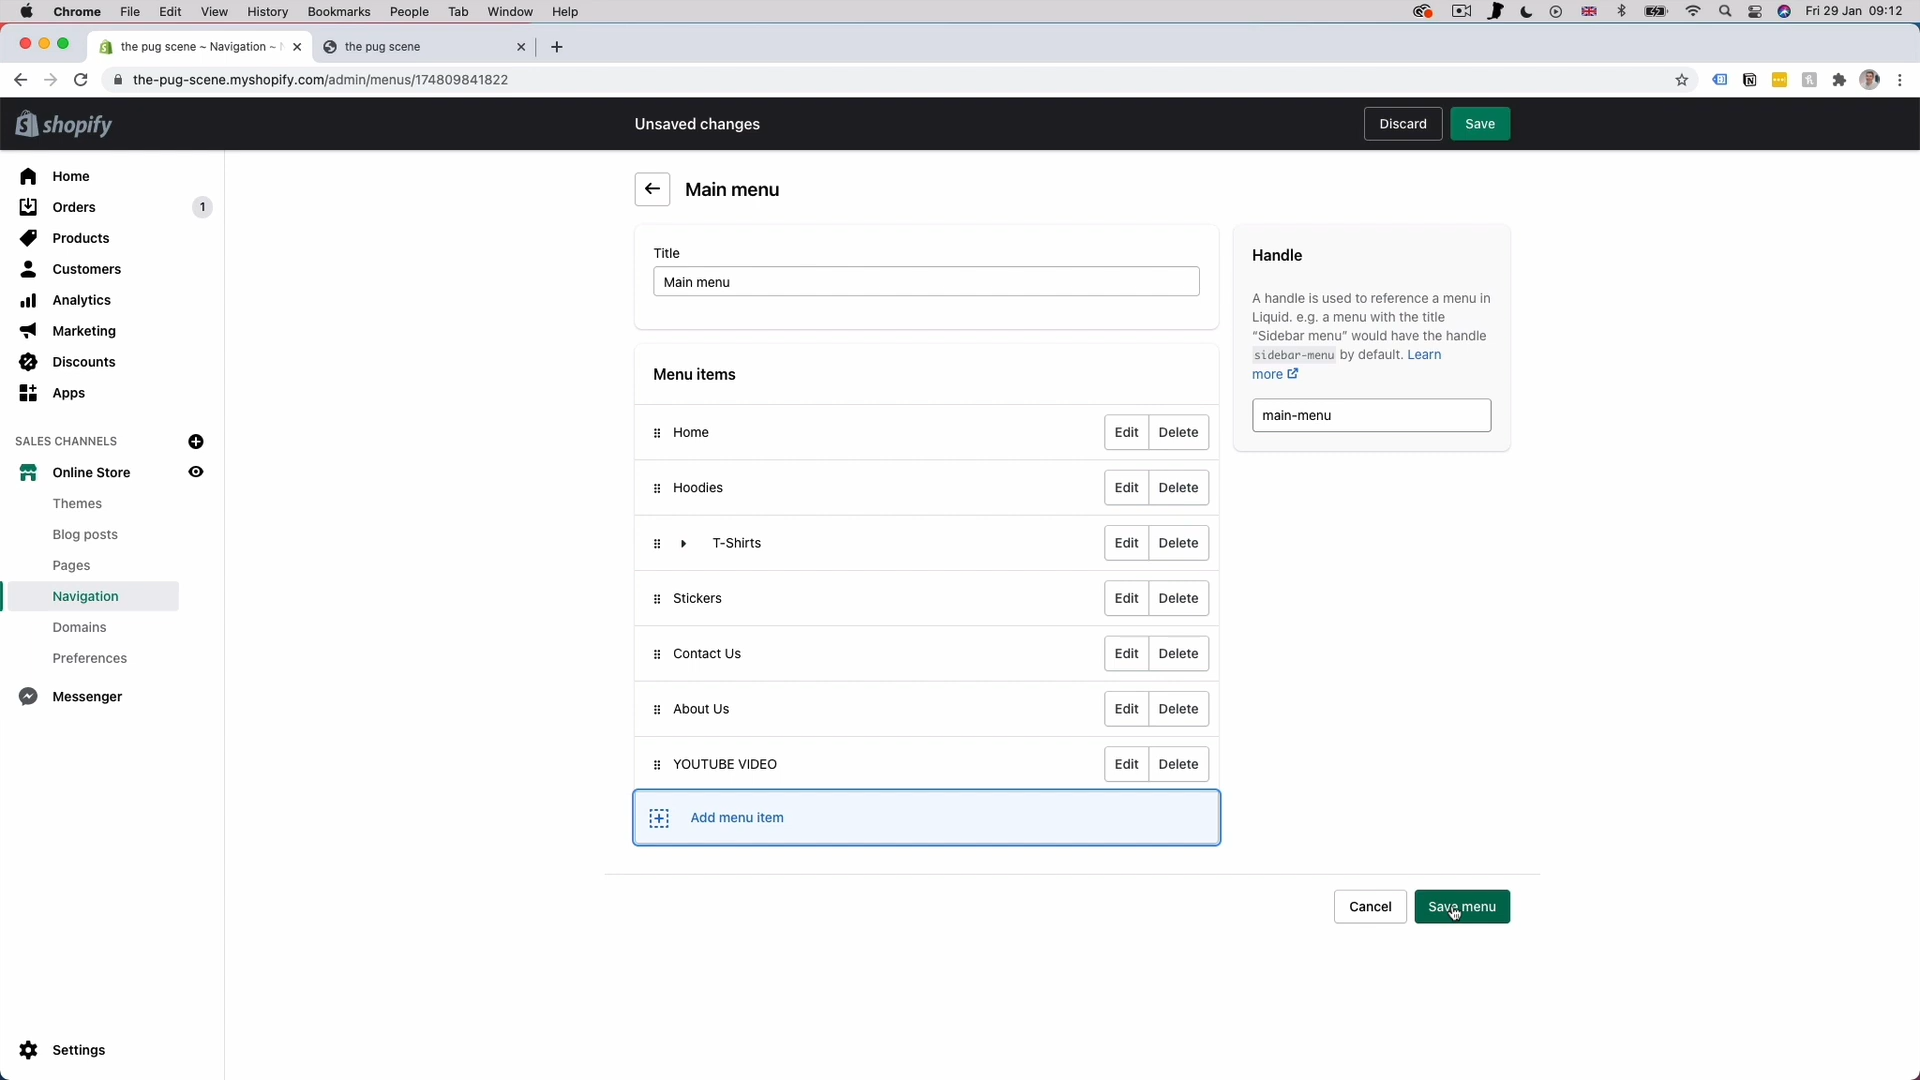 Chrome File Edit View History Bookmarks People Tab Window Help Fri 29 Jan 09:12
the pug scene ~ Navigation ~
the pug scene
the-pug-scene.myshopify.com/admin/menus/174809841822
shopify
Unsaved changes
Discard
Save
Home
Orders 1
Products
Customers
Analytics
Marketing
Discounts
Apps
SALES CHANNELS
Online Store
Themes
Blog posts
Pages
Navigation
Domains
Preferences
Messenger
Settings
Main menu
Title
Main menu
Menu items
Home Edit Delete
Hoodies Edit Delete
T-Shirts Edit Delete
Stickers Edit Delete
Contact Us Edit Delete
About Us Edit Delete
YOUTUBE VIDEO Edit Delete
Add menu item
Handle
A handle is used to reference a menu in
Liquid. e.g. a menu with the title
“Sidebar menu” would have the handle
sidebar-menu by default. Learn
more
main-menu
Cancel
Save menu